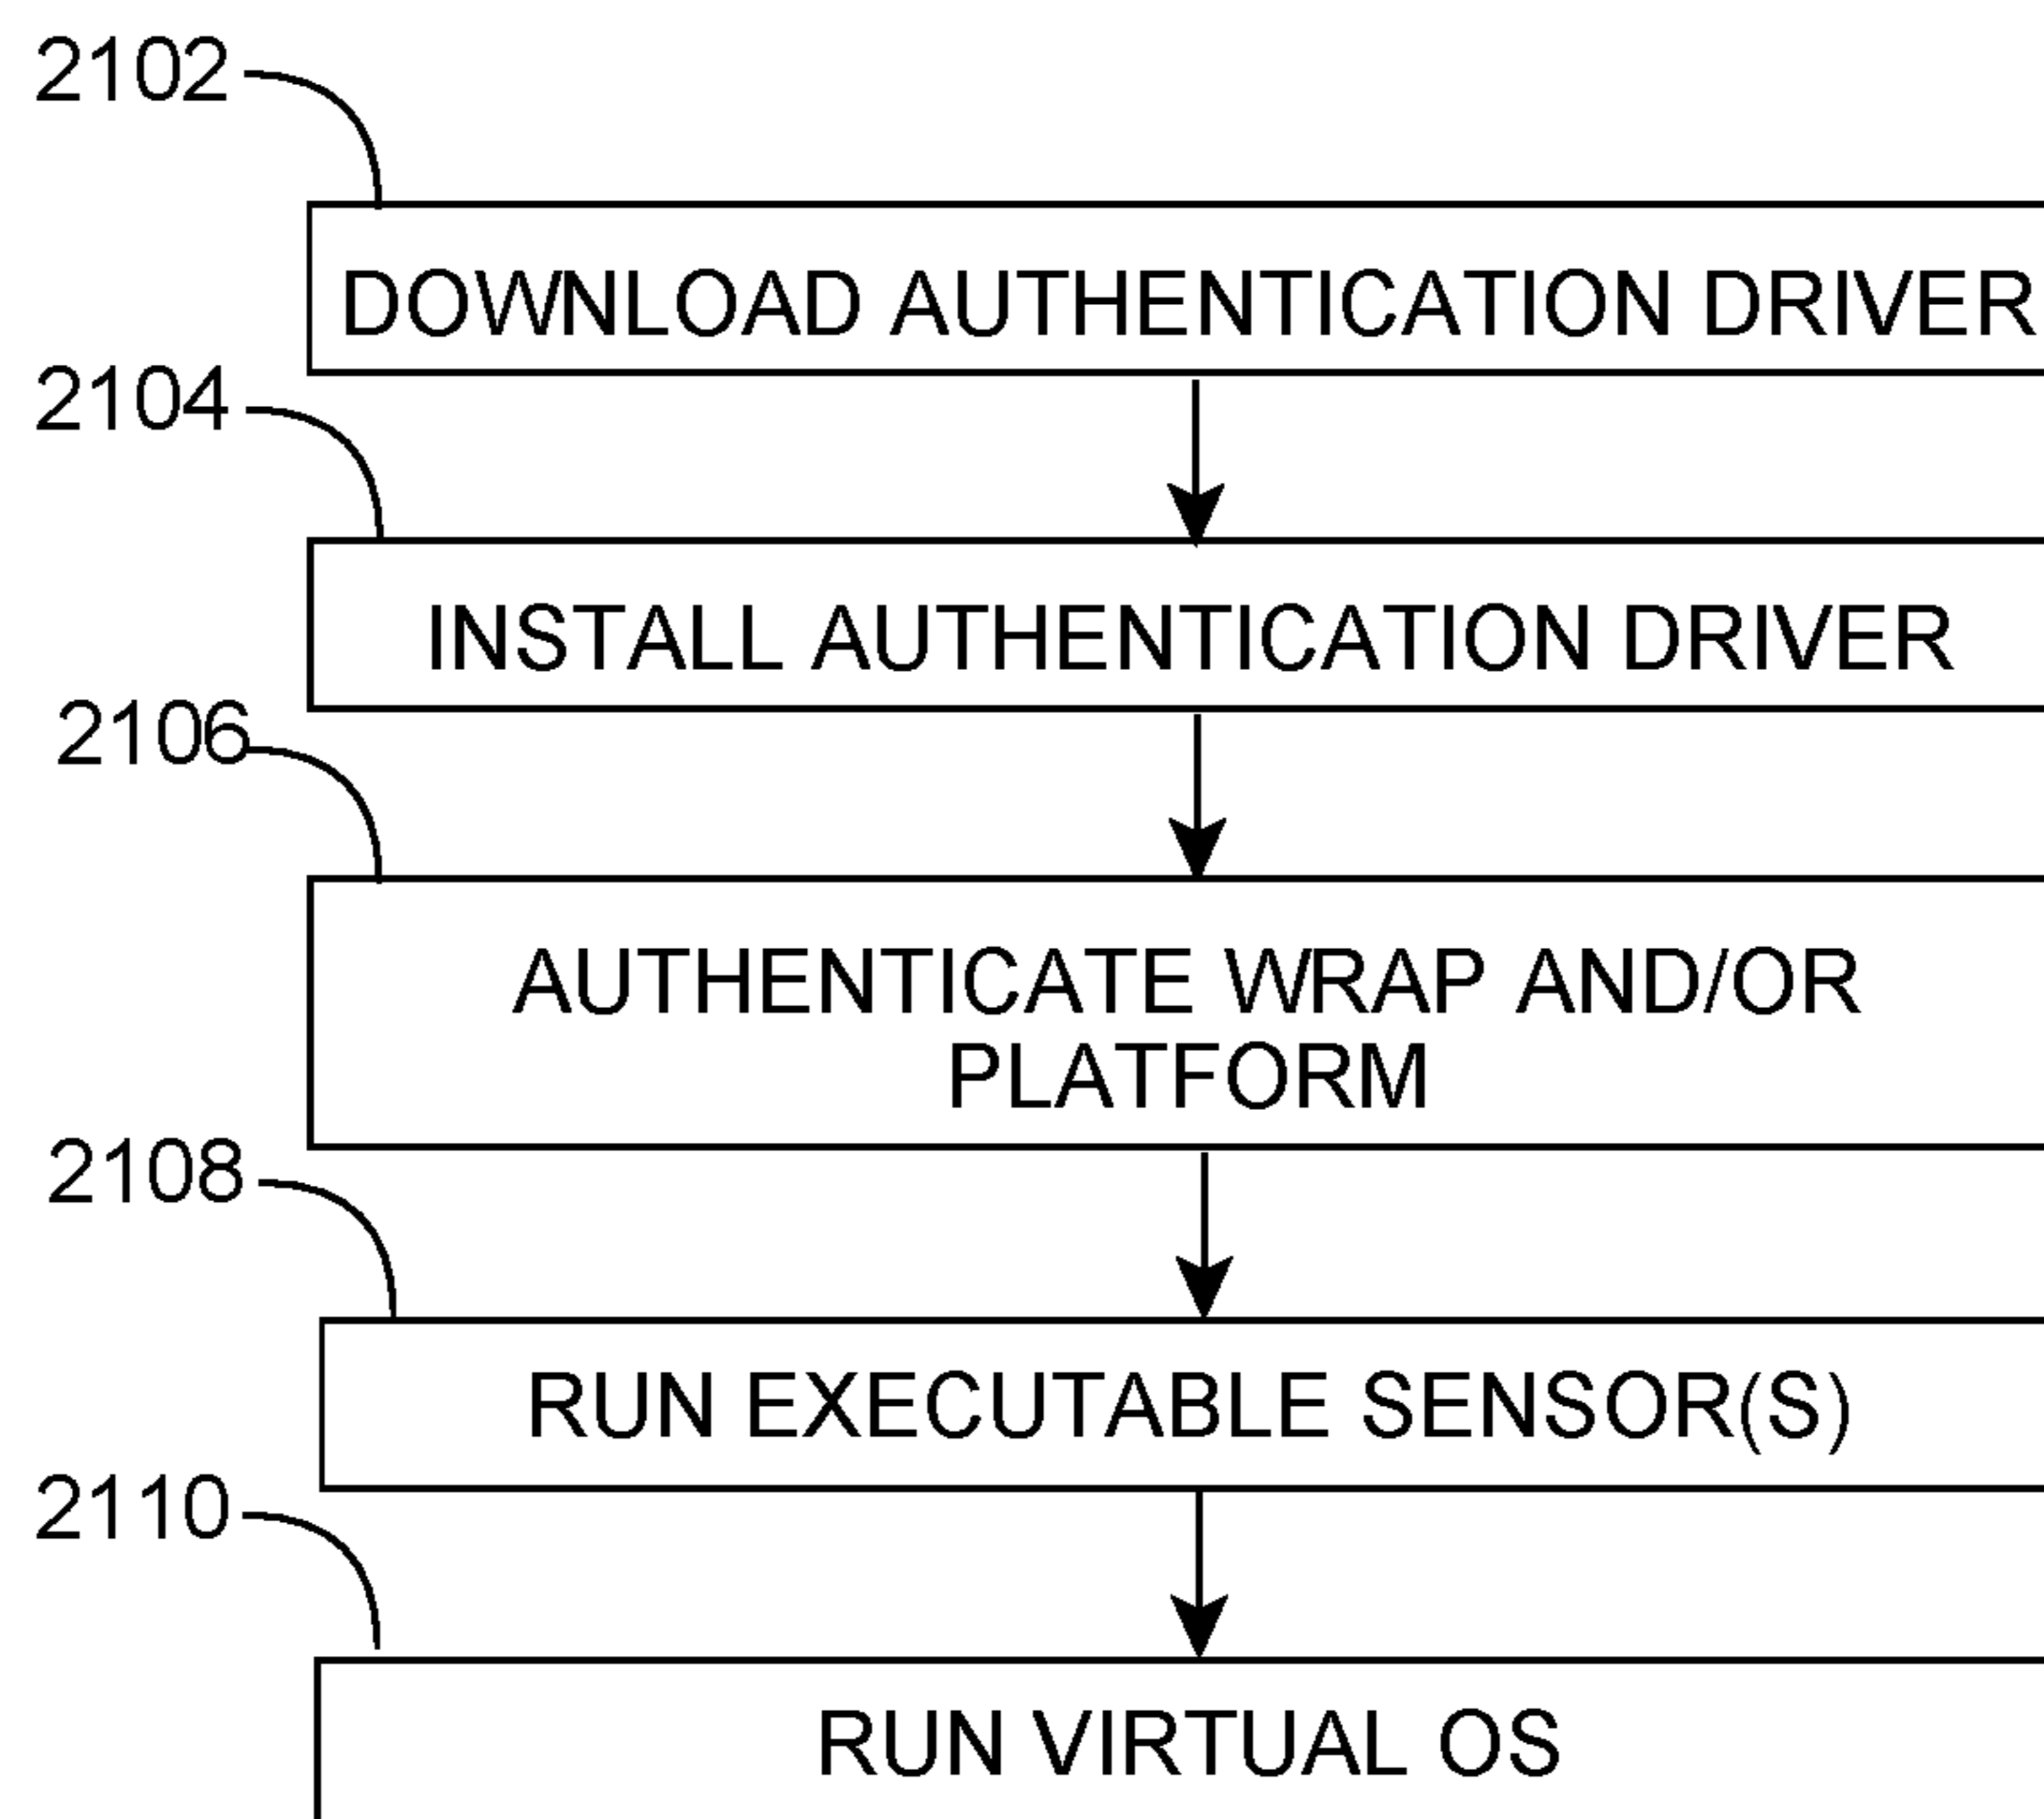 2102
DOWNLOAD AUTHENTICATION DRIVER
2104
INSTALL AUTHENTICATION DRIVER
2106
AUTHENTICATE WRAP AND/OR
PLATFORM
2108
RUN EXECUTABLE SENSOR(S)
2110
RUN VIRTUAL OS